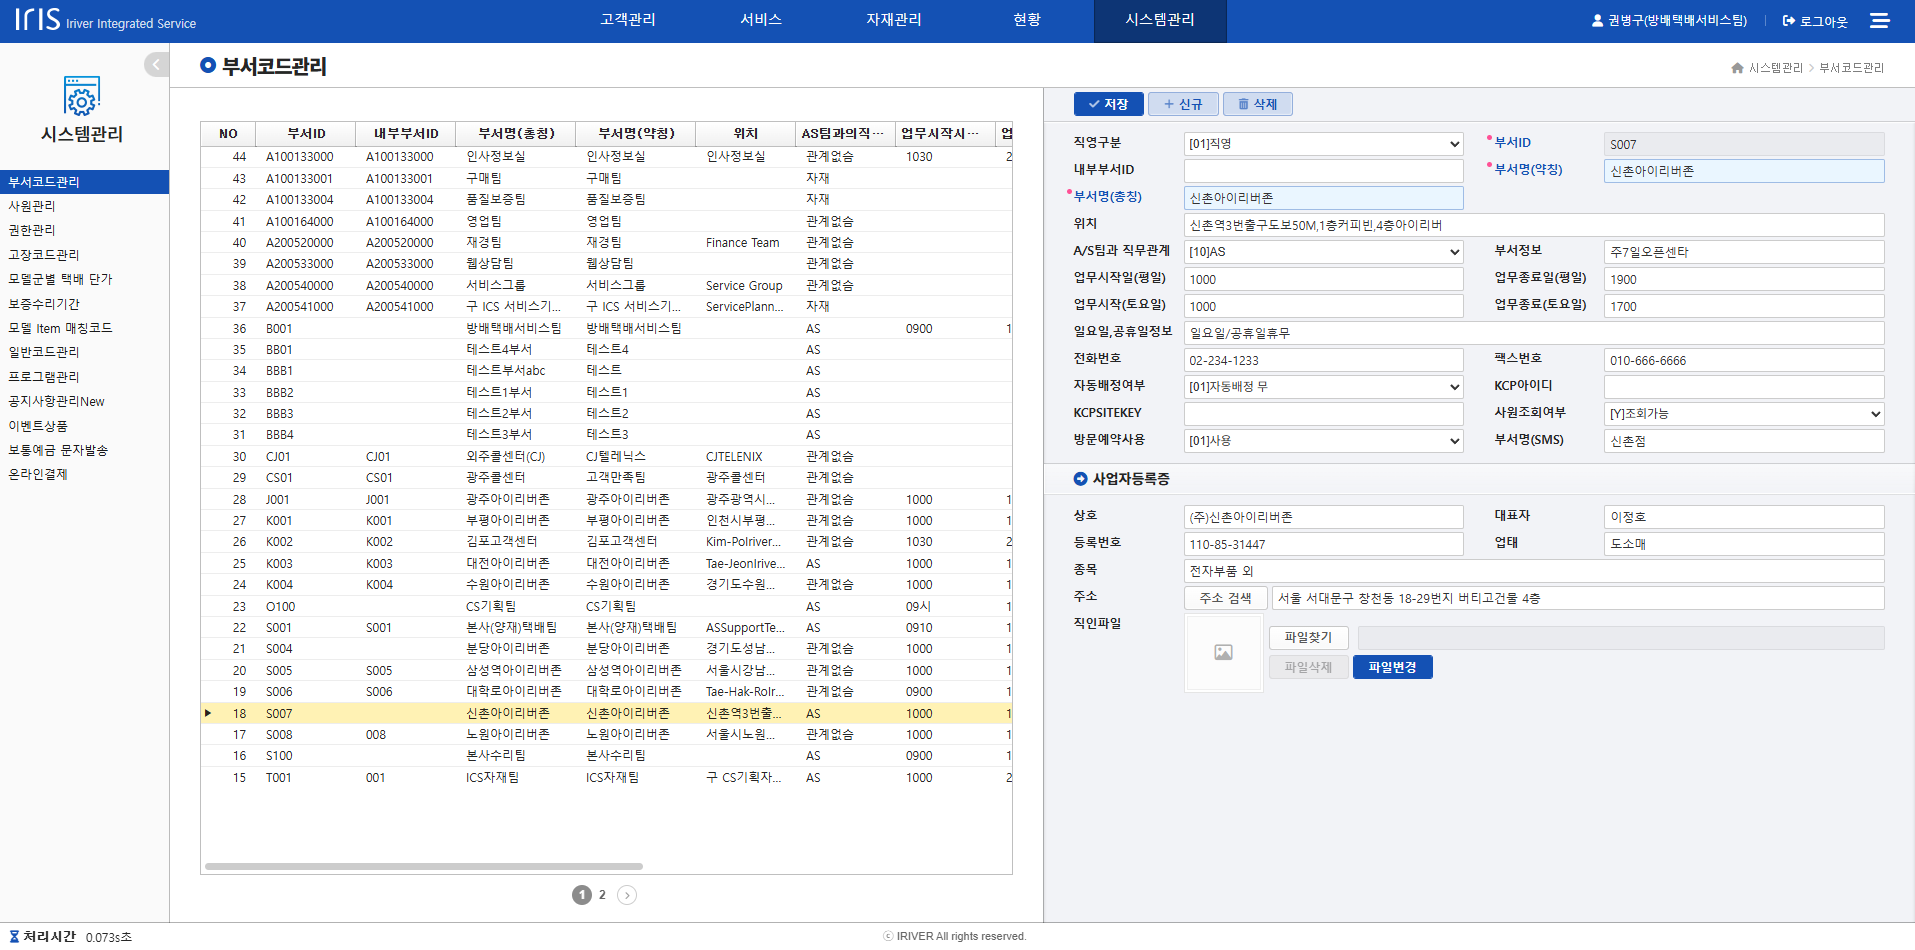 IRIS Iriver Integrated Service
고객관리 서비스 자재관리 현황 시스템관리
권병구(방배택배서비스팀) 로그아웃
시스템관리
부서코드관리
사원관리
권한관리
고장코드관리
모델군별 택배 단가
보증수리기간
모델 Item 매칭코드
일반코드관리
프로그램관리
공지사항관리New
이벤트상품
보통예금 문자발송
온라인결제
부서코드관리
시스템관리 > 부서코드관리
NO 부서ID 내부부서ID 부서명(총칭) 부서명(약칭) 위치 AS팀과의직… 업무시작시… 업
44 A100133000 A100133000 인사정보실 인사정보실 인사정보실 관계없슴 1030 2
43 A100133001 A100133001 구매팀 구매팀 자재
42 A100133004 A100133004 품질보증팀 품질보증팀 자재
41 A100164000 A100164000 영업팀 영업팀 관계없슴
40 A200520000 A200520000 재경팀 재경팀 Finance Team 관계없슴
39 A200533000 A200533000 웹상담팀 웹상담팀 관계없슴
38 A200540000 A200540000 서비스그룹 서비스그룹 Service Group 관계없슴
37 A200541000 A200541000 구 ICS 서비스기... 구 ICS 서비스기... ServicePlann... 자재
36 B001 방배택배서비스팀 방배택배서비스팀 AS 0900 1
35 BB01 테스트4부서 테스트4 AS
34 BBB1 테스트부서abc 테스트 AS
33 BBB2 테스트1부서 테스트1 AS
32 BBB3 테스트2부서 테스트2 AS
31 BBB4 테스트3부서 테스트3 AS
30 CJ01 CJ01 외주콜센터(CJ) CJ텔레닉스 CJTELENIX 관계없슴
29 CS01 CS01 광주콜센터 고객만족팀 광주콜센터 관계없슴
28 J001 J001 광주아이리버존 광주아이리버존 광주광역시... 관계없슴 1000 1
27 K001 K001 부평아이리버존 부평아이리버존 인천시부평... 관계없슴 1000 1
26 K002 K002 김포고객센터 김포고객센터 Kim-Polriver... 관계없슴 1030 2
25 K003 K003 대전아이리버존 대전아이리버존 Tae-JeonIrive... AS 1000 1
24 K004 K004 수원아이리버존 수원아이리버존 경기도수원... 관계없슴 1000 1
23 O100 CS기획팀 CS기획팀 AS 09시 1
22 S001 S001 본사(양재)택배팀 본사(양재)택배팀 ASSupportTe... AS 0910 1
21 S004 분당아이리버존 분당아이리버존 경기도성남... 관계없슴 1000 1
20 S005 S005 삼성역아이리버존 삼성역아이리버존 서울시강남... 관계없슴 1000 1
19 S006 S006 대학로아이리버존 대학로아이리버존 Tae-Hak-RoIr... 관계없슴 0900 1
18 S007 신촌아이리버존 신촌아이리버존 신촌역3번출... AS 1000 1
17 S008 008 노원아이리버존 노원아이리버존 서울시노원... 관계없슴 1000 1
16 S100 본사수리팀 본사수리팀 AS 0900 1
15 T001 001 ICS자재팀 ICS자재팀 구 CS기획자... AS 1000 2
1 2
저장 신규 삭제
직영구분 [01]직영 *부서ID S007
내부부서ID *부서명(약칭) 신촌아이리버존
*부서명(총칭) 신촌아이리버존
위치 신촌역3번출구도보50M,1층커피빈,4층아이리버
A/S팀과 직무관계 [10]AS 부서정보 주7일오픈센타
업무시작일(평일) 1000 업무종료일(평일) 1900
업무시작(토요일) 1000 업무종료(토요일) 1700
일요일,공휴일정보 일요일/공휴일휴무
전화번호 02-234-1233 팩스번호 010-666-6666
자동배정여부 [01]자동배정 무 KCP아이디
KCPSITEKEY 사원조회여부 [Y]조회가능
방문예약사용 [01]사용 부서명(SMS) 신촌점
사업자등록증
상호 (주)신촌아이리버존 대표자 이정호
등록번호 110-85-31447 업태 도소매
종목 전자부품 외
주소 주소 검색 서울 서대문구 창천동 18-29번지 버티고건물 4층
직인파일 파일찾기
파일삭제 파일변경
처리시간 0.073s초
ⓒ IRIVER All rights reserved.